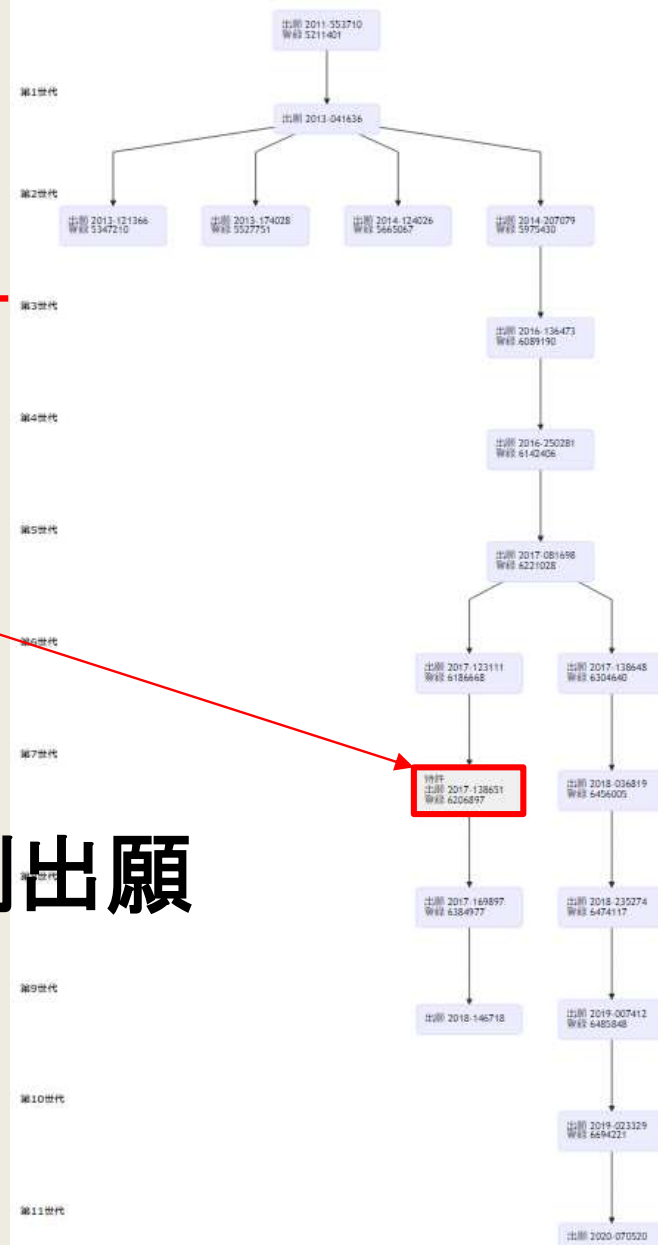 出願 2011-553710
登録 5211401
第1世代
出願 2013-041636
第2世代
出願 2013-121366
登録 5347210
出願 2013-174028
登録 5527751
出願 2014-124026
登録 5665067
出願 2014-207079
登録 5975430
第3世代
出願 2016-136473
登録 6089190
第4世代
出願 2016-250281
登録 6142406
第5世代
出願 2017-081698
登録 6221028
第6世代
出願 2017-123111
登録 6186668
出願 2017-138648
登録 6304640
第7世代
特許
出願 2017-138651
登録 6206897
出願 2018-036819
登録 6456005
出願
出願 2017-169897
登録 6384977
出願 2018-235274
登録 6474117
第9世代
出願 2018-146718
出願 2019-007412
登録 6485848
第10世代
出願 2019-023329
登録 6694221
第11世代
出願 2020-070520